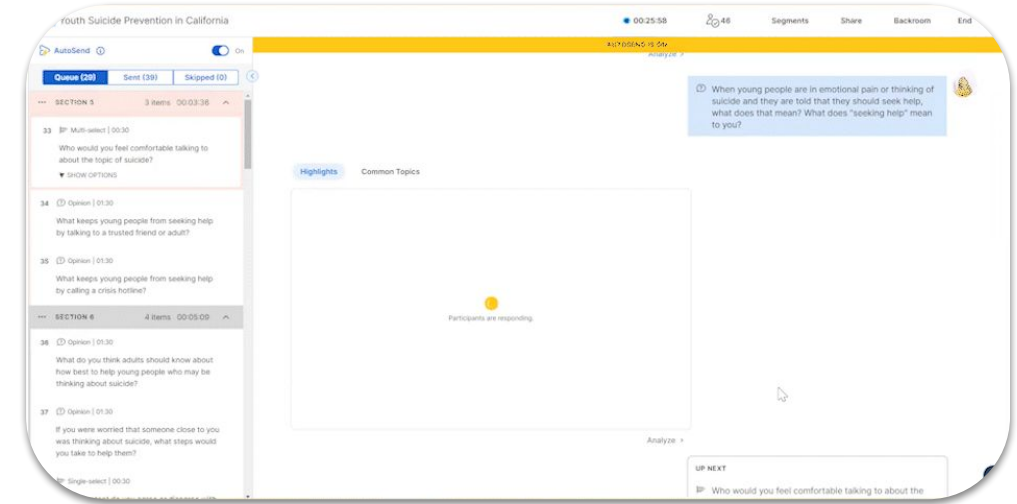 Youth Suicide Prevention in California
00:25:58
46
Segments
Share
Backroom
End
AutoSend
On
AUTOSEND IS ON
Queue (29)
Sent (39)
Skipped (0)
SECTION 5
3 items 00:03:36
33 Multi-select | 00:30
Who would you feel comfortable talking to
about the topic of suicide?
▼ SHOW OPTIONS
34 Opinion | 01:30
What keeps young people from seeking help
by talking to a trusted friend or adult?
35 Opinion | 01:30
What keeps young people from seeking help
by calling a crisis hotline?
SECTION 6
4 items 00:05:09
36 Opinion | 01:30
What do you think adults should know about
how best to help young people who may be
thinking about suicide?
37 Opinion | 01:30
If you were worried that someone close to you
was thinking about suicide, what steps would
you take to help them?
Single-select | 00:30
Analyze >
When young people are in emotional pain or thinking of
suicide and they are told that they should seek help,
what does that mean? What does "seeking help" mean
to you?
Highlights
Common Topics
Participants are responding.
Analyze >
UP NEXT
Who would you feel comfortable talking to about the